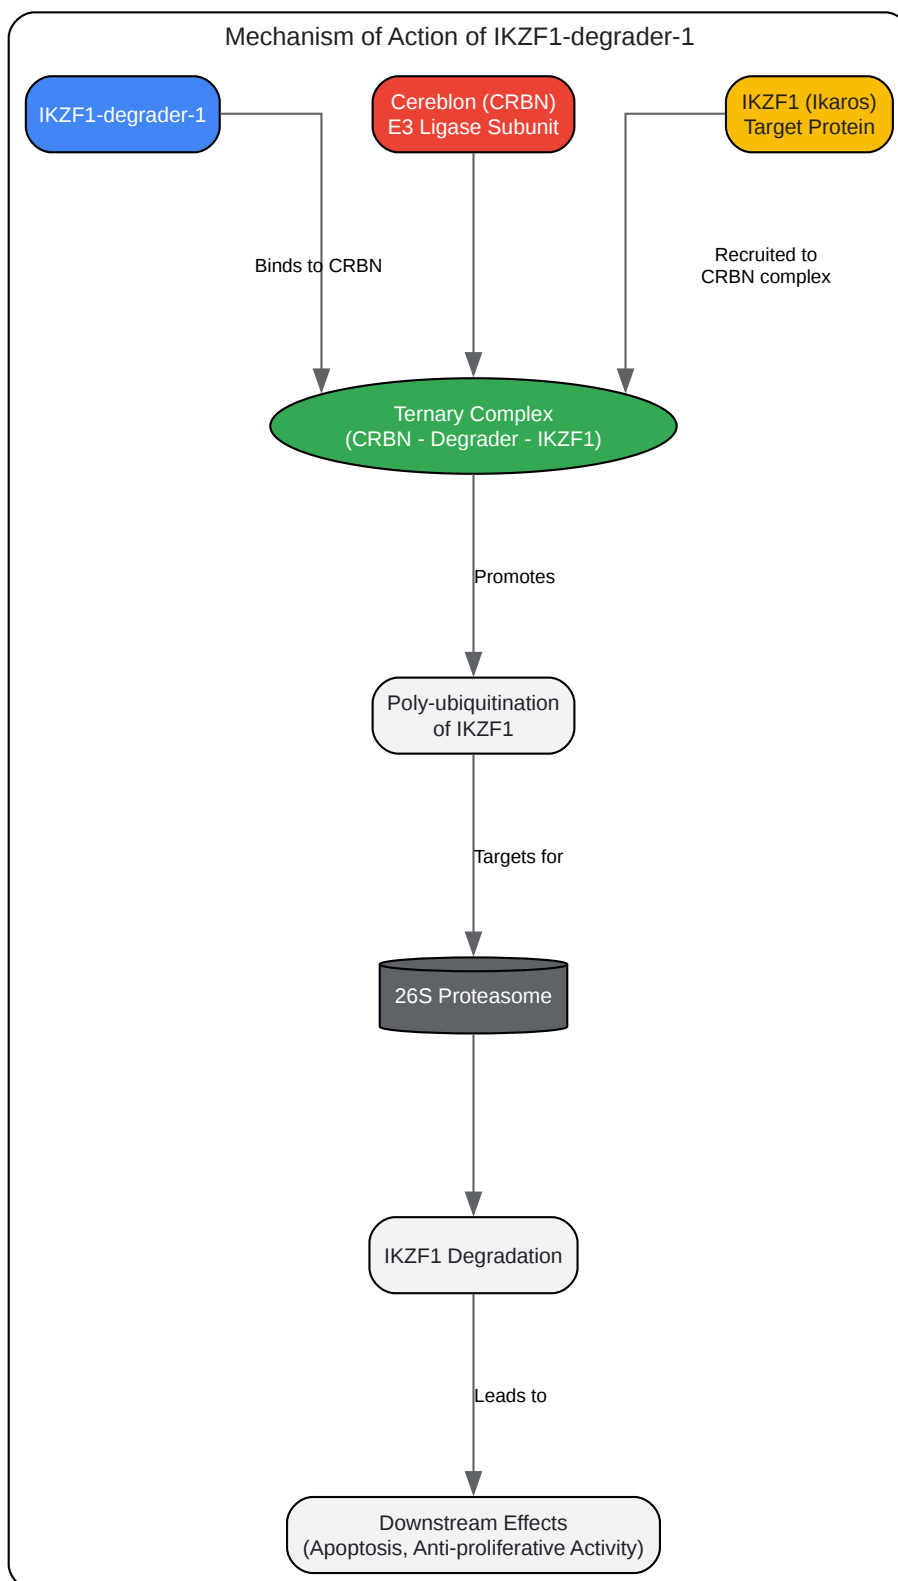 Mechanism of Action of IKZF1-degrader-1
IKZF1-degrader-1
Cereblon (CRBN)
E3 Ligase Subunit
IKZF1 (Ikaros)
Target Protein
Binds to CRBN
Recruited to
CRBN complex
Ternary Complex
(CRBN - Degrader - IKZF1)
Promotes
Poly-ubiquitination
of IKZF1
Targets for
26S Proteasome
IKZF1 Degradation
Leads to
Downstream Effects
(Apoptosis, Anti-proliferative Activity)